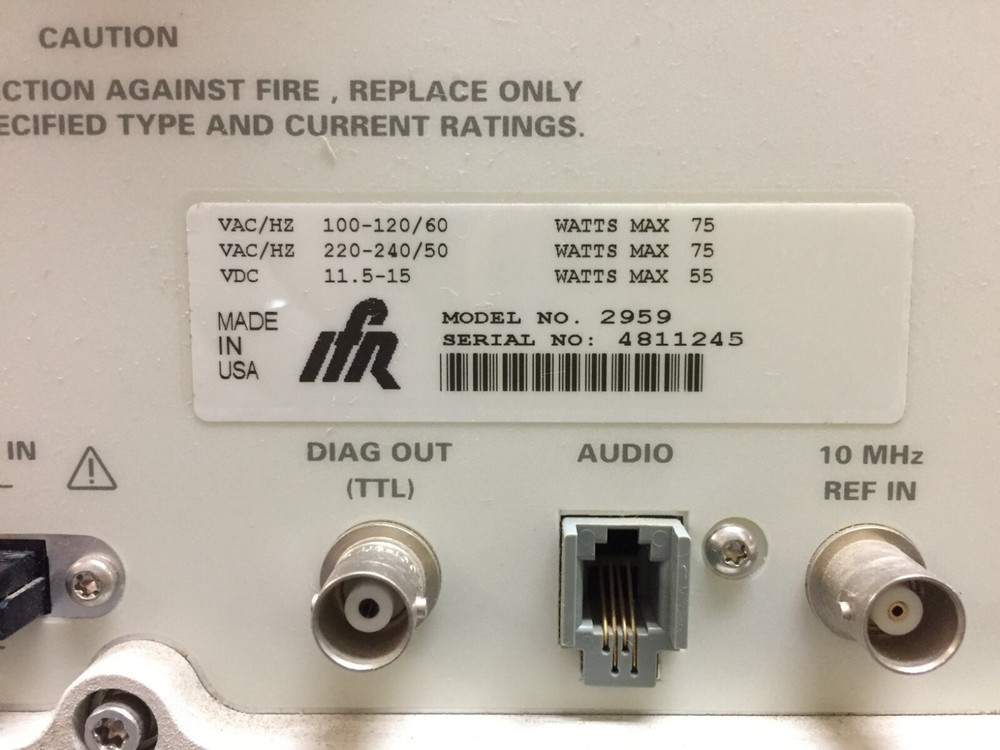 CAUTION
CTION AGAINST FIRE , REPLACE ONLY
ECIFIED TYPE AND CURRENT RATINGS.
VAC/HZ 100-120/60 WATTS MAX 75
VAC/HZ 220-240/50 WATTS MAX 75
VDC 11.5-15 WATTS MAX 55
MADE
IN
USA
ifr
MODEL NO. 2959
SERIAL NO: 4811245
IN
DIAG OUT
(TTL)
AUDIO
10 MHz
REF IN